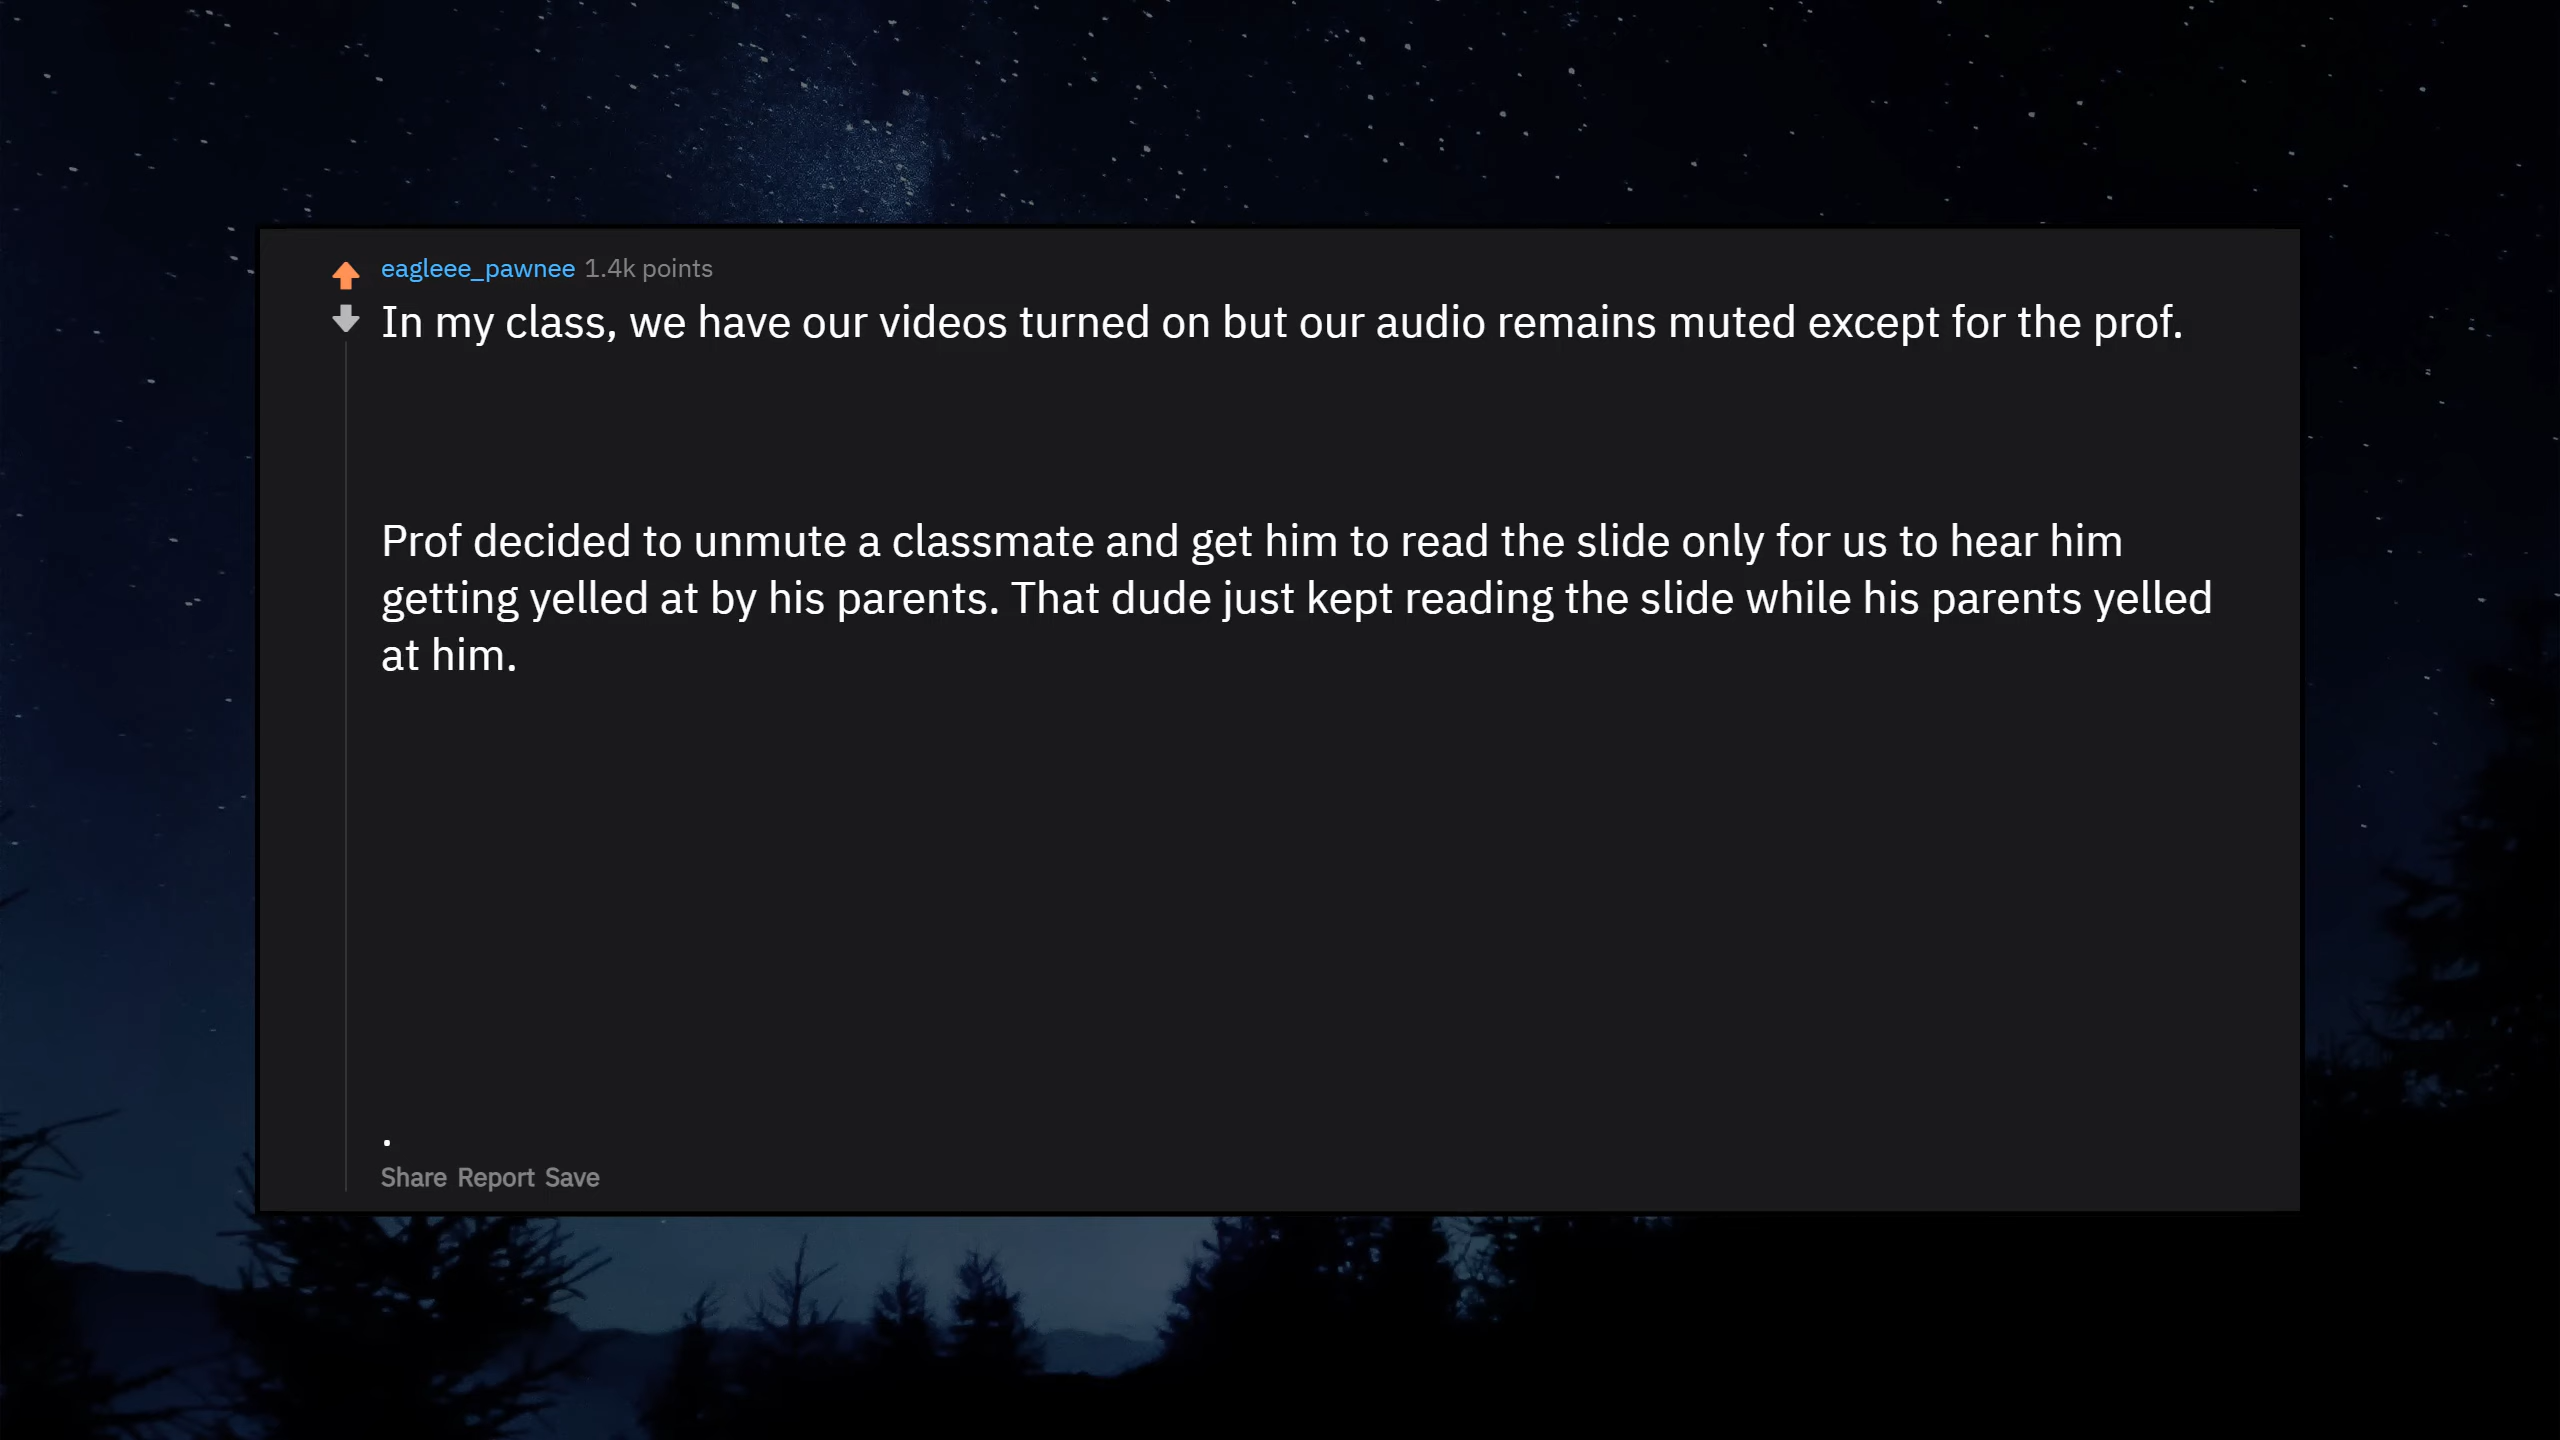 eagleee_pawnee 1.4k points
In my class, we have our videos turned on but our audio remains muted except for the prof.
Prof decided to unmute a classmate and get him to read the slide only for us to hear him
getting yelled at by his parents. That dude just kept reading the slide while his parents yelled
at him.
.
Share Report Save